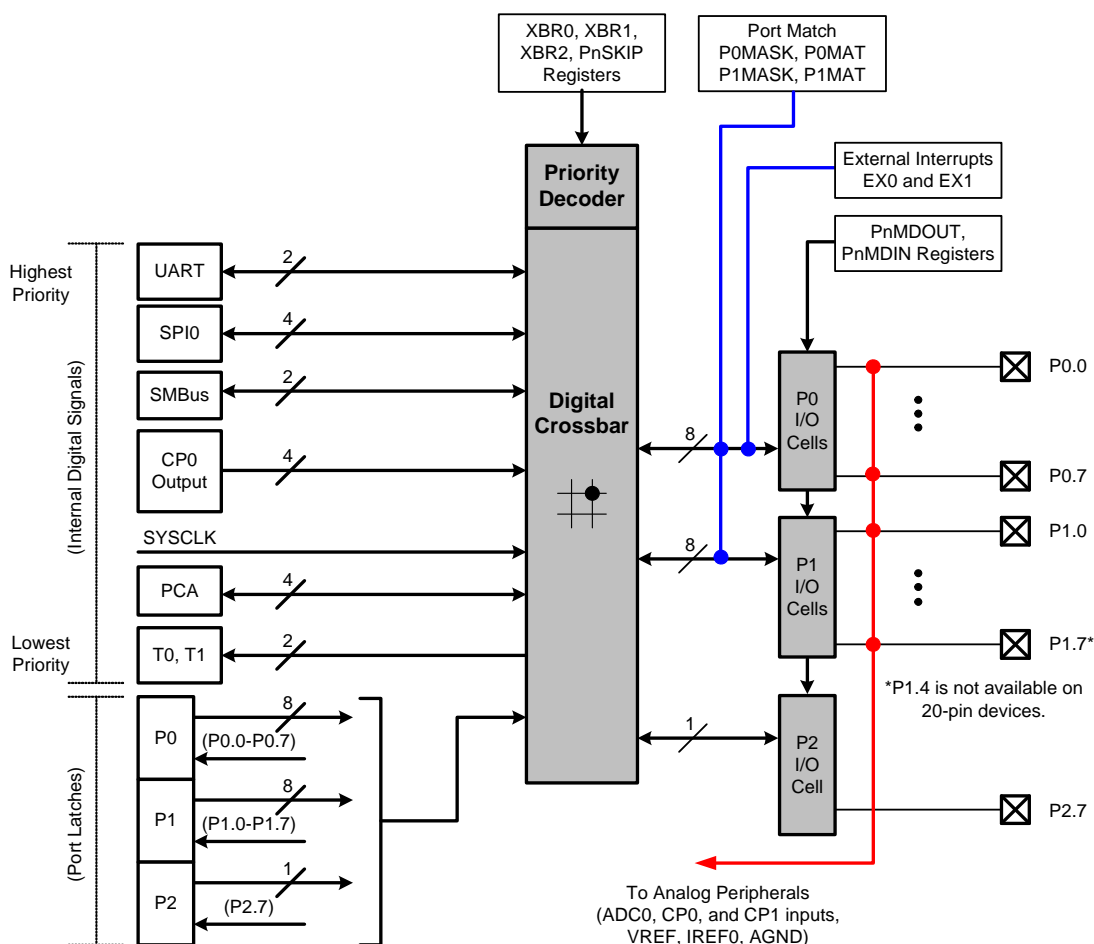 XBR0, XBR1,
XBR2, PnSKIP
Registers
Port Match
P0MASK, P0MAT
P1MASK, P1MAT
External Interrupts
EX0 and EX1
PnMDOUT,
PnMDIN Registers
Priority
Decoder
Digital
Crossbar
Highest
Priority
(Internal Digital Signals)
Lowest
Priority
UART
2
SPI0
4
SMBus
2
CP0
Output
4
SYSCLK
PCA
4
T0, T1
2
(Port Latches)
P0
8
(P0.0-P0.7)
P1
8
(P1.0-P1.7)
P2
1
(P2.7)
8
8
1
P0
I/O
Cells
P1
I/O
Cells
P2
I/O
Cell
P0.0
P0.7
P1.0
P1.7*
*P1.4 is not available on
20-pin devices.
P2.7
To Analog Peripherals
(ADC0, CP0, and CP1 inputs,
VREF, IREF0, AGND)